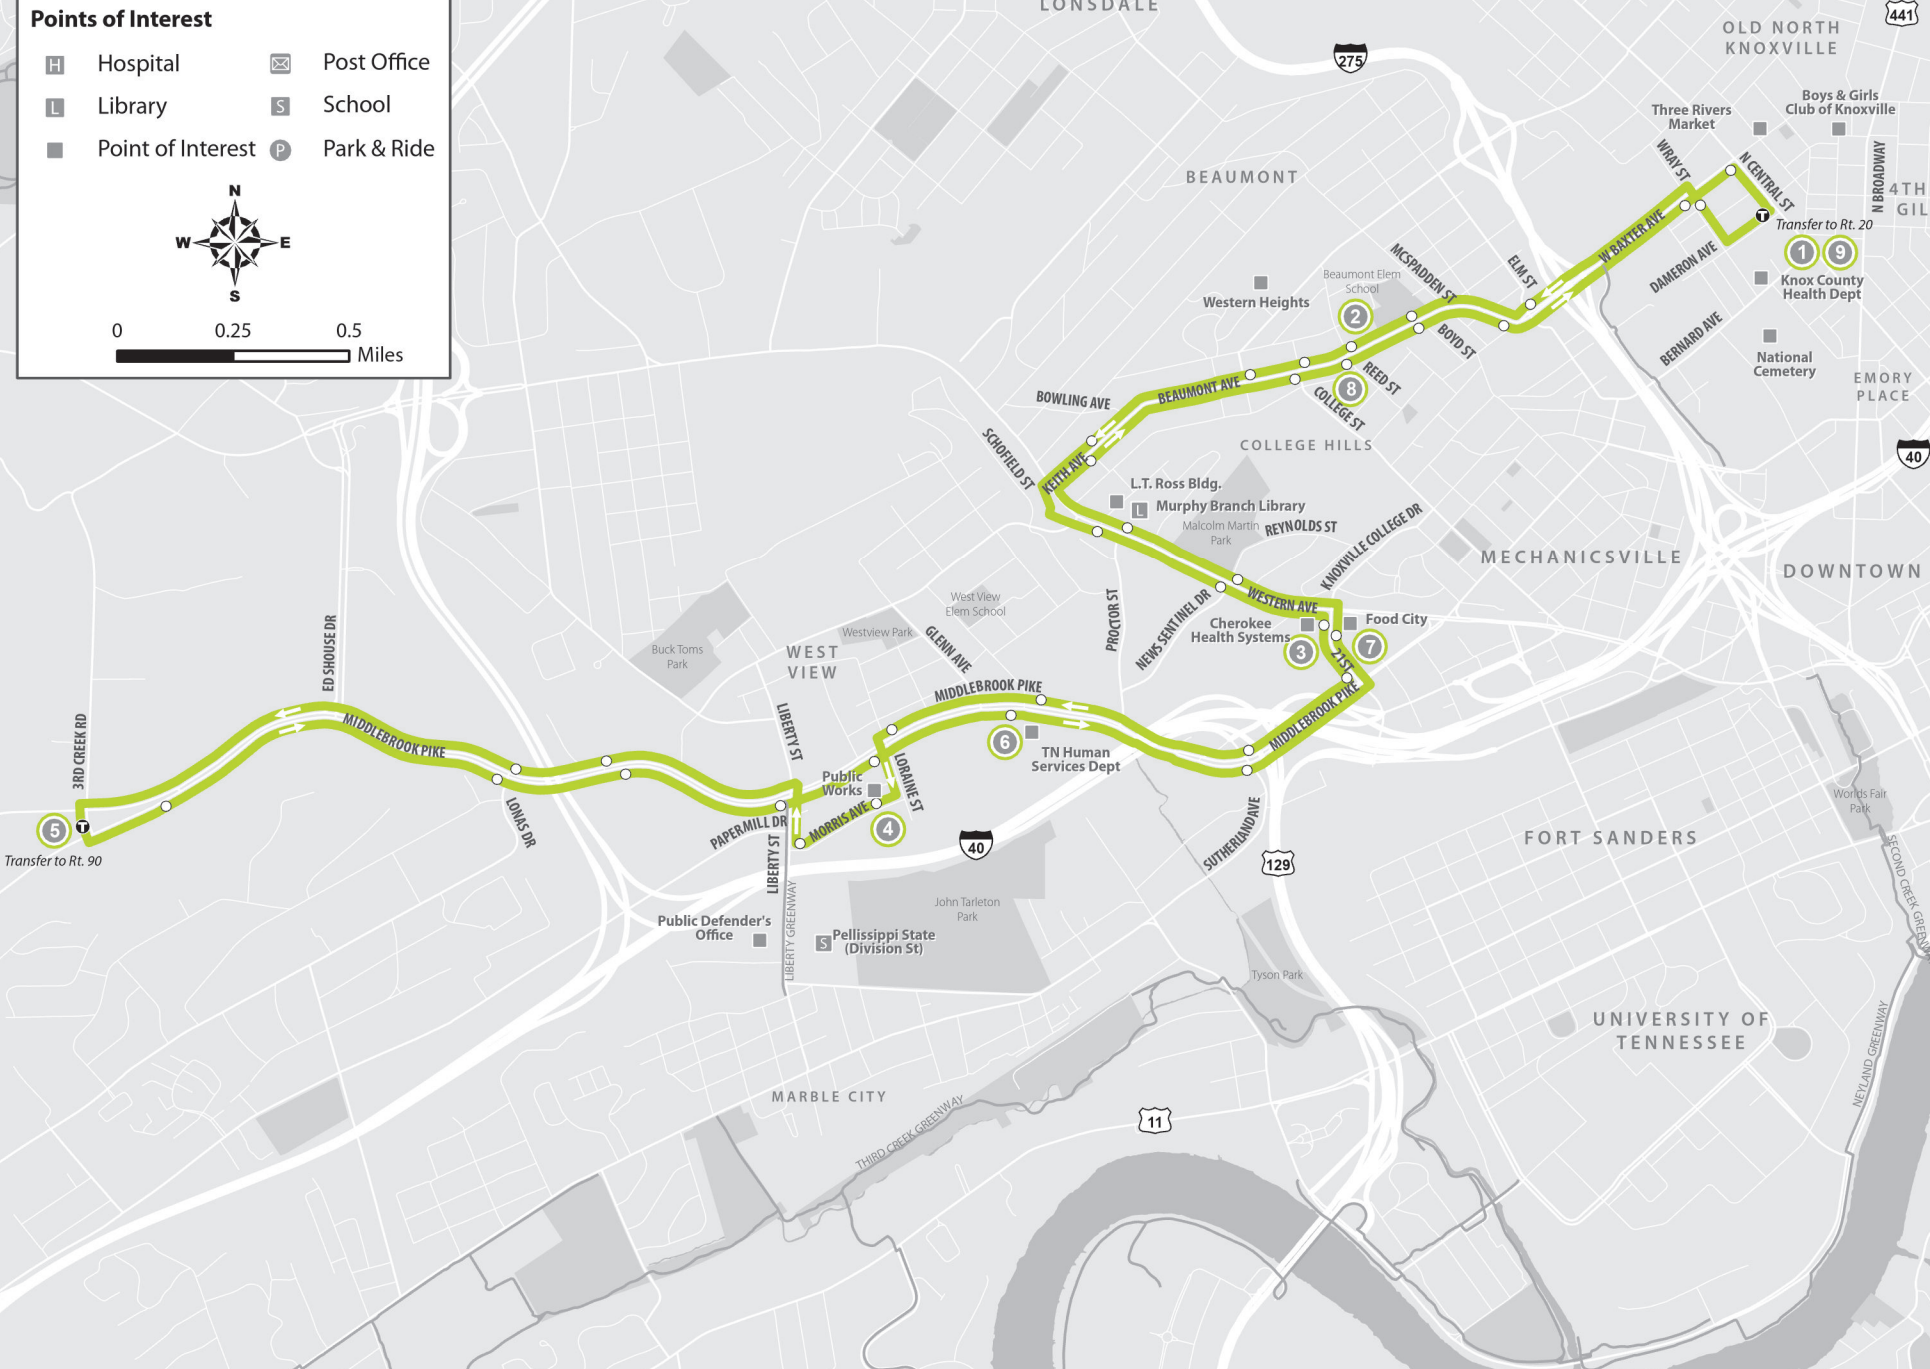 Points of Interest
H Hospital
Post Office
L Library
S School
Point of Interest
P Park & Ride
N
W E
S
0 0.25 0.5
Miles
LONSDALE
275
441
OLD NORTH
KNOXVILLE
Boys & Girls
Club of Knoxville
Three Rivers
Market
WRAY ST
N CENTRAL ST
N BROADWAY
4TH
GIL
BEAUMONT
T
Transfer to Rt. 20
1 9
W BAXTER AVE
DAMERON AVE
Knox County
Health Dept
MCSPADDEN ST
ELM ST
Beaumont Elem
School
Western Heights
2
BOYD ST
BERNARD AVE
National
Cemetery
EMORY
PLACE
BEAUMONT AVE
REED ST
8
COLLEGE ST
BOWLING AVE
COLLEGE HILLS
40
SCHOFIELD ST
KEITH AVE
L.T. Ross Bldg.
L Murphy Branch Library
Malcolm Martin
Park
REYNOLDS ST
KNOXVILLE COLLEGE DR
MECHANICSVILLE
DOWNTOWN
West View
Elem School
PROCTOR ST
NEWS SENTINEL DR
WESTERN AVE
Cherokee
Health Systems
Food City
3
7
21ST
Westview Park
GLENN AVE
Buck Toms
Park
WEST
VIEW
ED SHOUSE DR
MIDDLEBROOK PIKE
MIDDLEBROOK PIKE
3RD CREEK RD
MIDDLEBROOK PIKE
LIBERTY ST
6
TN Human
Services Dept
Public
Works
LORAINE ST
MORRIS AVE
4
LONAS DR
PAPERMILL DR
LIBERTY ST
5
T
Transfer to Rt. 90
40
SUTHERLAND AVE
129
FORT SANDERS
Worlds Fair
Park
SECOND CREEK GREENW
LIBERTY GREENWAY
John Tarleton
Park
Public Defender's
Office
S Pellissippi State
(Division St)
Tyson Park
UNIVERSITY OF
TENNESSEE
NEYLAND GREENWAY
MARBLE CITY
THIRD CREEK GREENWAY
11